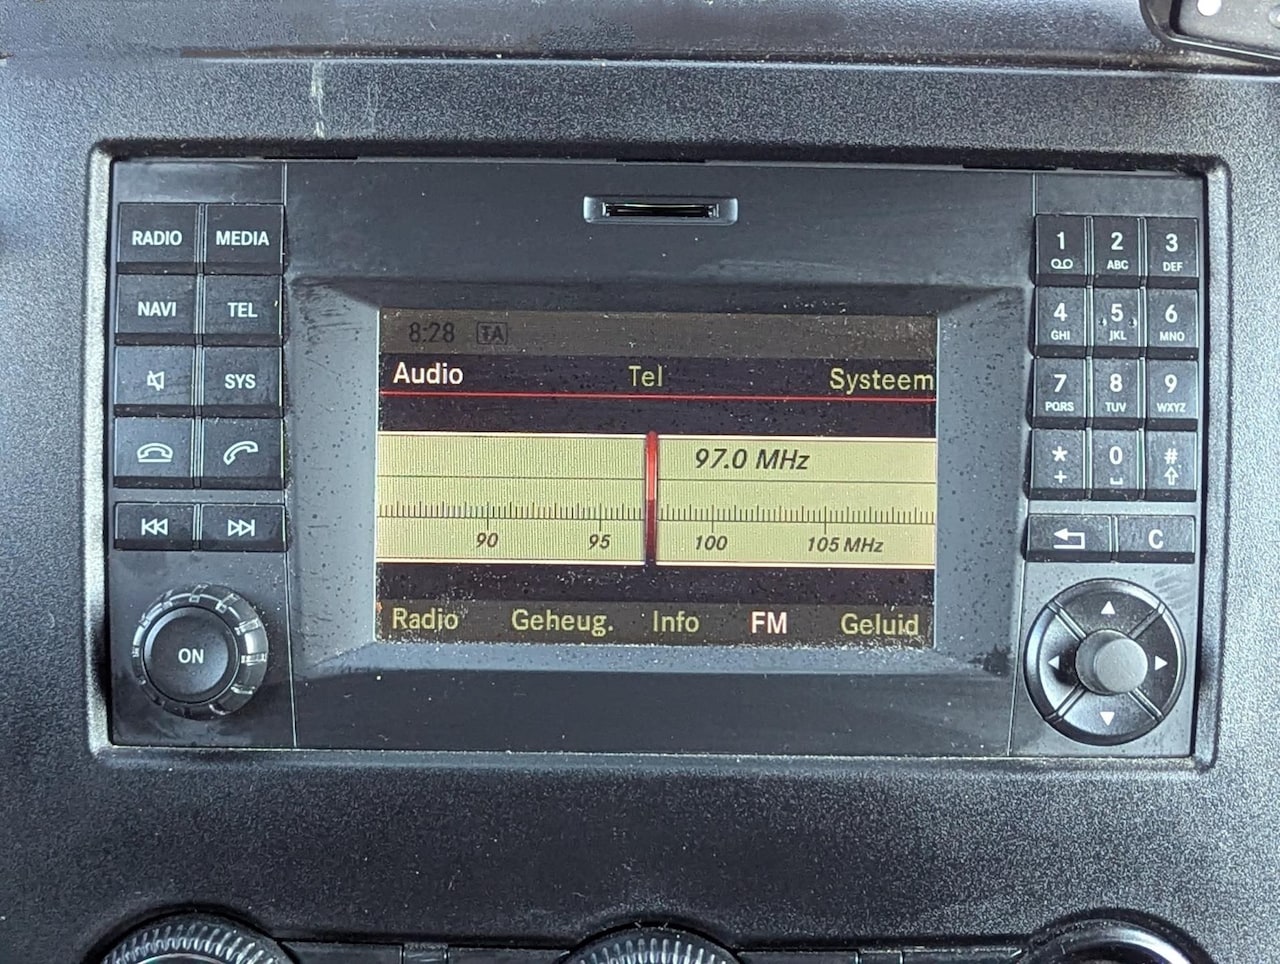 RADIO MEDIA
NAVI TEL
SYS
ON
8:28 TA
Audio Tel Systeem
97.0 MHz
90 95 100 105 MHz
Radio Geheug. Info FM Geluid
1 2 3
ABC DEF
4 5 6
GHI JKL MNO
7 8 9
PQRS TUV WXYZ
* 0 #
+
C